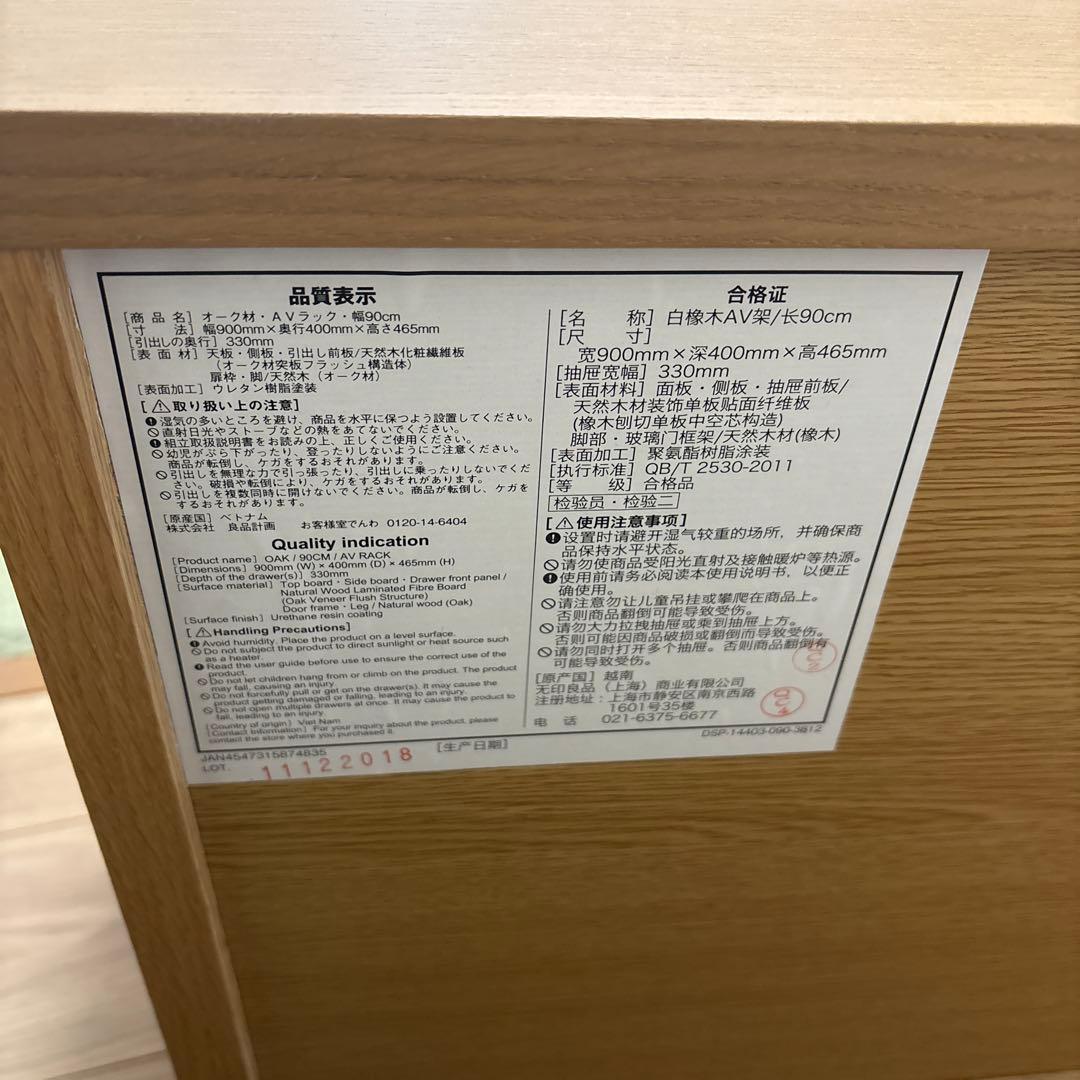 品質表示
[商 品 名] オーク材・AVラック・幅90cm
[寸　　法] 幅900mm×奥行400mm×高さ465mm
[引出しの奥行] 330mm
[表 面 材] 天板・側板・引出し前板/天然木化粧繊維板
(オーク材突板フラッシュ構造体)
扉枠・脚/天然木(オーク材)
[表面加工] ウレタン樹脂塗装
[⚠取り扱い上の注意]
湿気の多いところを避け、商品を水平に保つよう設置してください。
直射日光やストーブなどの熱をあてないでください。
組立取扱説明書をお読みの上、正しくご使用ください。
幼児がぶら下がったり、登ったりしないようにご注意ください。
商品が転倒し、ケガをするおそれがあります。
引出しを無理な力で引っ張ったり、引出しに乗ったりしないでくだ
さい。破損や転倒により、ケガをするおそれがあります。
引出しを複数同時に開けないでください。商品が転倒し、ケガを
するおそれがあります。
[原産国] ベトナム
株式会社 良品計画 お客様室でんわ 0120-14-6404
Quality indication
[Product name] OAK / 90CM / AV RACK
[Dimensions] 900mm (W) × 400mm (D) × 465mm (H)
[Depth of the drawer(s)] 330mm
[Surface material] Top board・Side board・Drawer front panel /
Natural Wood Laminated Fibre Board
(Oak Veneer Flush Structure)
Door frame・Leg / Natural wood (Oak)
[Surface finish] Urethane resin coating
[⚠Handling Precautions]
Avoid humidity. Place the product on a level surface.
Do not subject the product to direct sunlight or heat source such
as a heater.
Read the user guide before use to ensure the correct use of the
product.
Do not let children hang from or climb on the product. The product
may fall, causing an injury
Do not forcefully pull or get on the drawer(s). It may cause the
product getting damaged or falling, leading to an injury.
Do not open multiple drawers at once. It may cause the product to
fall, leading to an injury.
[Country of origin] Viet Nam
[Contact Information] For your inquiry about the product, please
contact the store where you purchased it.
JAN4547315874835
LOT. 11122018 [生产日期]
合格证
[名　　称] 白橡木AV架/长90cm
[尺　　寸]
宽900mm×深400mm×高465mm
[抽屉宽幅] 330mm
[表面材料] 面板・侧板・抽屉前板/
天然木材装饰单板贴面纤维板
(橡木刨切单板中空芯构造)
脚部・玻璃门框架/天然木材(橡木)
[表面加工] 聚氨酯树脂涂装
[执行标准] QB/T 2530-2011
[等　　级] 合格品
检验员・检验二
[⚠使用注意事项]
设置时请避开湿气较重的场所，并确保商
品保持水平状态。
请勿使商品受阳光直射及接触暖炉等热源。
使用前请务必阅读本使用说明书，以便正
确使用。
请注意勿让儿童吊挂或攀爬在商品上。
否则商品翻倒可能导致受伤。
请勿大力拉拽抽屉或乘到抽屉上方。
否则可能因商品破损或翻倒而导致受伤。
请勿同时打开多个抽屉。否则商品翻倒有
可能导致受伤。
[原产国] 越南
无印良品（上海）商业有限公司
注册地址：上海市静安区南京西路
1601号35楼
电　话 021-6375-6677
DSP-14403-090-3812
QC4